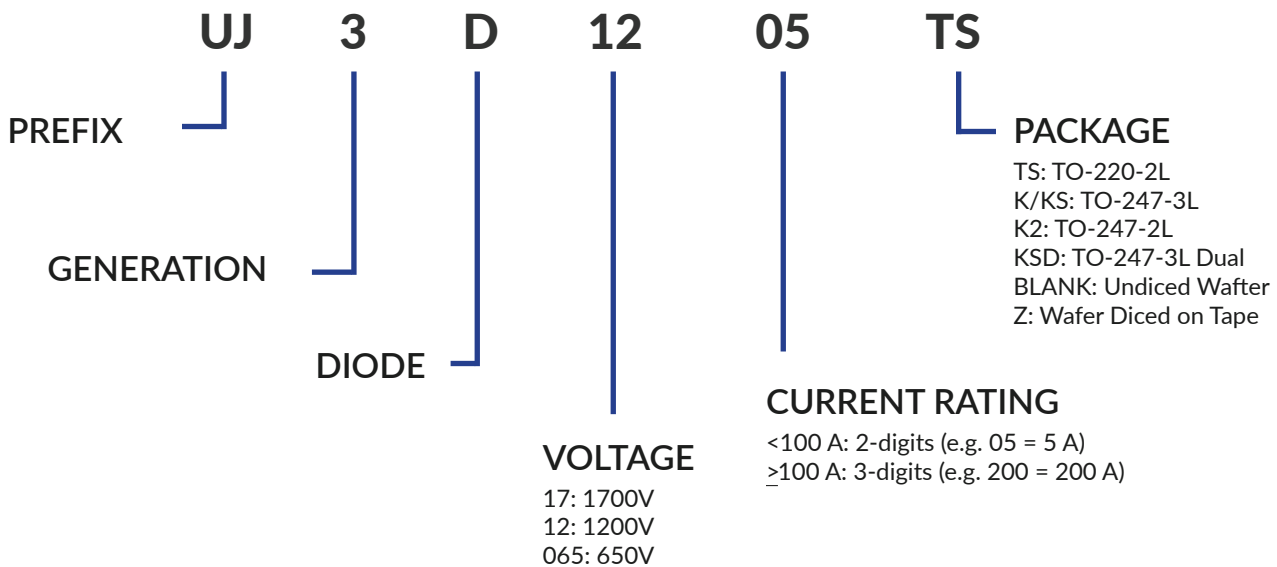 UJ 3 D 12 05 TS
PREFIX
GENERATION
DIODE
VOLTAGE
17: 1700V
12: 1200V
065: 650V
CURRENT RATING
<100 A: 2-digits (e.g. 05 = 5 A)
≥100 A: 3-digits (e.g. 200 = 200 A)
PACKAGE
TS: TO-220-2L
K/KS: TO-247-3L
K2: TO-247-2L
KSD: TO-247-3L Dual
BLANK: Undiced Wafter
Z: Wafer Diced on Tape